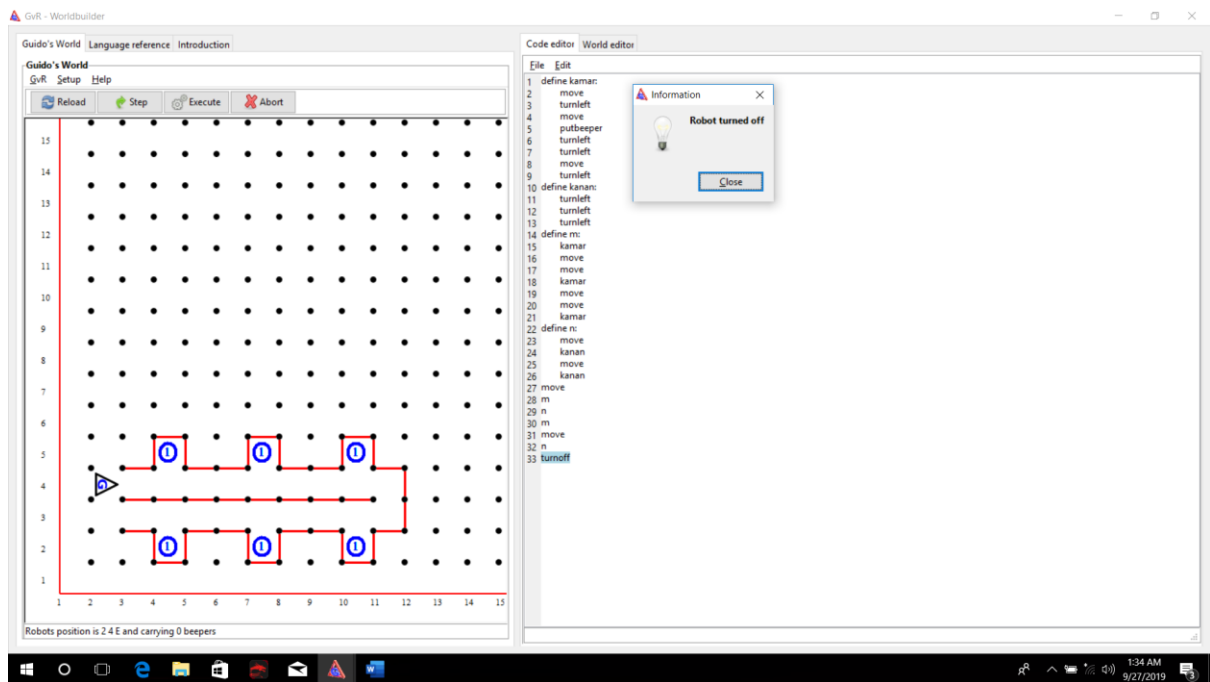 GvR - Worldbuilder
Guido's World Language reference Introduction
Guido's World
GvR Setup Help
Reload Step Execute Abort
15
14
13
12
11
10
9
8
7
6
5
4
3
2
1
1 2 3 4 5 6 7 8 9 10 11 12 13 14 15
1 1 1
G
1 1 1
Robots position is 2 4 E and carrying 0 beepers
Code editor World editor
File Edit
1 define kamar:
2 move
3 turnleft
4 move
5 putbeeper
6 turnleft
7 turnleft
8 move
9 turnleft
10 define kanan:
11 turnleft
12 turnleft
13 turnleft
14 define m:
15 kamar
16 move
17 move
18 kamar
19 move
20 move
21 kamar
22 define n:
23 move
24 kanan
25 move
26 kanan
27 move
28 m
29 n
30 m
31 move
32 n
33 turnoff
Information
Robot turned off
Close
1:34 AM
9/27/2019
3